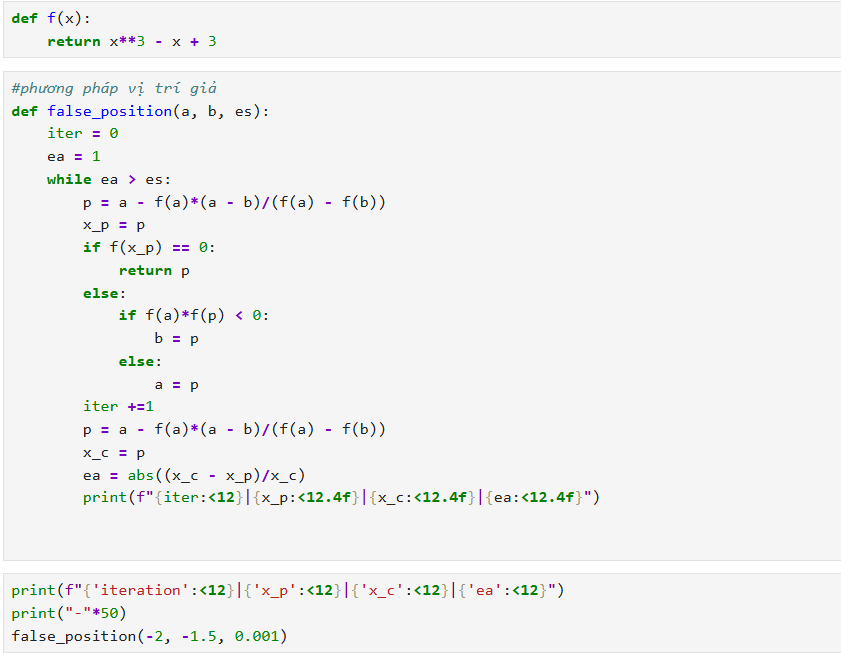 def f(x):
    return x**3 - x + 3
#phương pháp vị trí giả
def false_position(a, b, es):
    iter = 0
    ea = 1
    while ea > es:
        p = a - f(a)*(a - b)/(f(a) - f(b))
        x_p = p
        if f(x_p) == 0:
            return p
        else:
            if f(a)*f(p) < 0:
                b = p
            else:
                a = p
        iter +=1
        p = a - f(a)*(a - b)/(f(a) - f(b))
        x_c = p
        ea = abs((x_c - x_p)/x_c)
        print(f"{iter:<12}|{x_p:<12.4f}|{x_c:<12.4f}|{ea:<12.4f}")
print(f"{'iteration':<12}|{'x_p':<12}|{'x_c':<12}|{'ea':<12}")
print("-"*50)
false_position(-2, -1.5, 0.001)